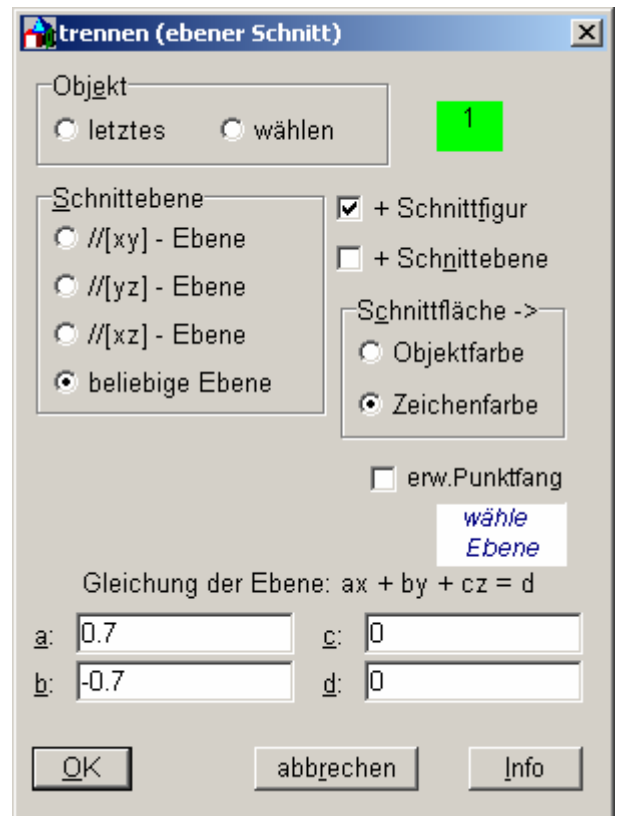 trennen (ebener Schnitt)
Objekt
letztes wählen
1
Schnittebene
//[xy] - Ebene
//[yz] - Ebene
//[xz] - Ebene
beliebige Ebene
+ Schnittfigur
+ Schnittebene
Schnittfläche ->
Objektfarbe
Zeichenfarbe
erw.Punktfang
wähle
Ebene
Gleichung der Ebene: ax + by + cz = d
a: 0.7 c: 0
b: -0.7 d: 0
OK abbrechen Info